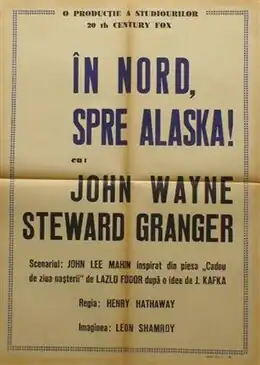 O PRODUCȚIE A STUDIOURILOR
20 th CENTURY FOX
ÎN NORD,
SPRE ALASKA!
cu:
JOHN WAYNE
STEWARD GRANGER
Scenariul: JOHN LEE MAHIN inspirat din piesa „Cadou
de ziua nașterii” de LAZLO FODOR după o idee de J. KAFKA
Regia: HENRY HATHAWAY
Imaginea: LEON SHAMROY